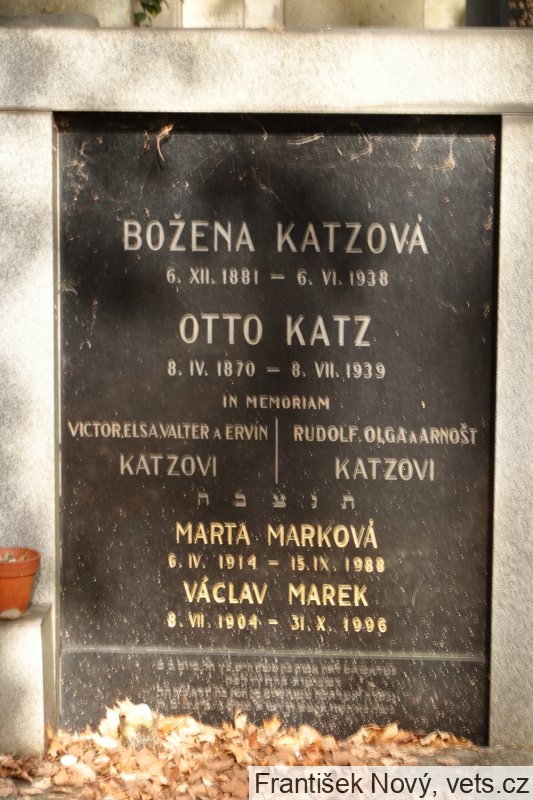 BOŽENA KATZOVÁ
6. XII. 1881 – 6. VI. 1938
OTTO KATZ
8. IV. 1870 – 8. VII. 1939
IN MEMORIAM
VICTOR, ELSA, VALTER A ERVÍN
KATZOVI
RUDOLF, OLGA A ARNOŠT
KATZOVI
ת נ צ ב ה
MARTA MARKOVÁ
6. IV. 1914 – 15. IX. 1988
VÁCLAV MAREK
8. VII. 1904 – 31. X. 1996
František Nový, vets.cz